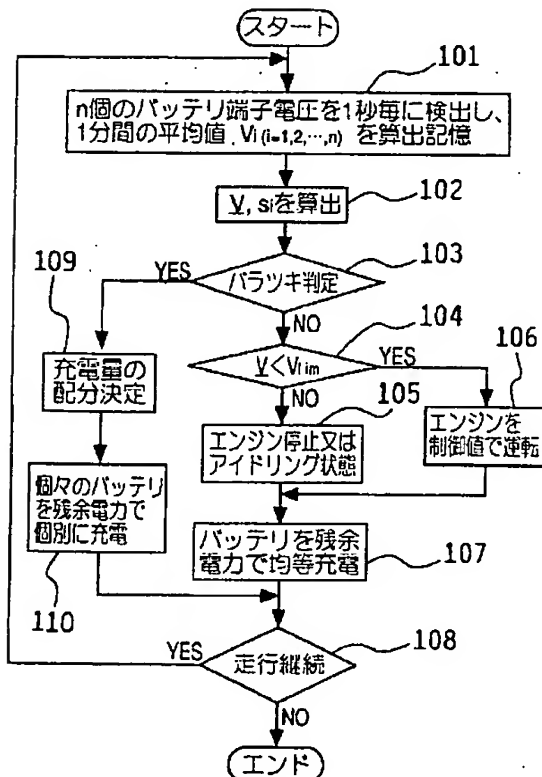 スタート
101
n個のバッテリ端子電圧を1秒毎に検出し、
1分間の平均値.Vi(i=1,2,…,n)を算出記憶
102
V,siを算出
103
バラツキ判定
YES
NO
109
充電量の
配分決定
104
V<Vlim
YES
NO
106
エンジンを
制御値で運転
105
エンジン停止又は
アイドリング状態
個々のバッテリ
を残余電力で
個別に充電
110
バッテリを残余
電力で均等充電
107
108
走行継続
YES
NO
エンド